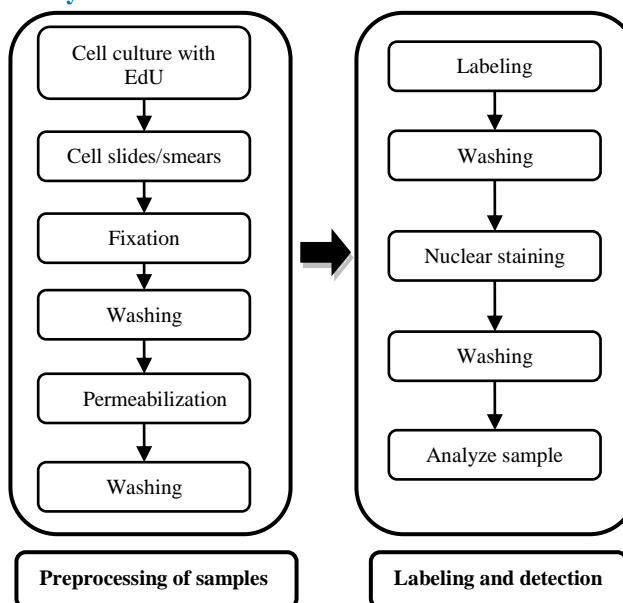 Cell culture with
EdU
Cell slides/smears
Fixation
Washing
Permeabilization
Washing
Preprocessing of samples
Labeling
Washing
Nuclear staining
Washing
Analyze sample
Labeling and detection